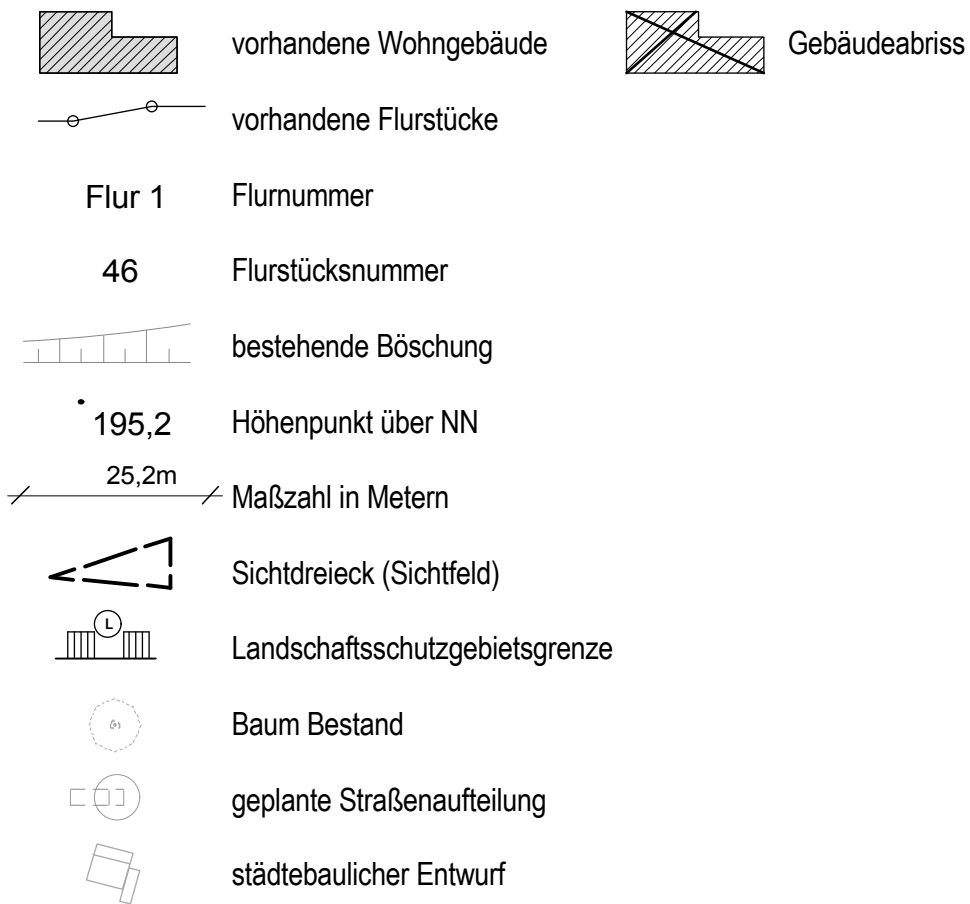 vorhandene Wohngebäude
Gebäudeabriss
vorhandene Flurstücke
Flur 1 Flurnummer
46 Flurstücksnummer
bestehende Böschung
195,2 Höhenpunkt über NN
25,2m Maßzahl in Metern
Sichtdreieck (Sichtfeld)
L Landschaftsschutzgebietsgrenze
Baum Bestand
geplante Straßenaufteilung
städtebaulicher Entwurf